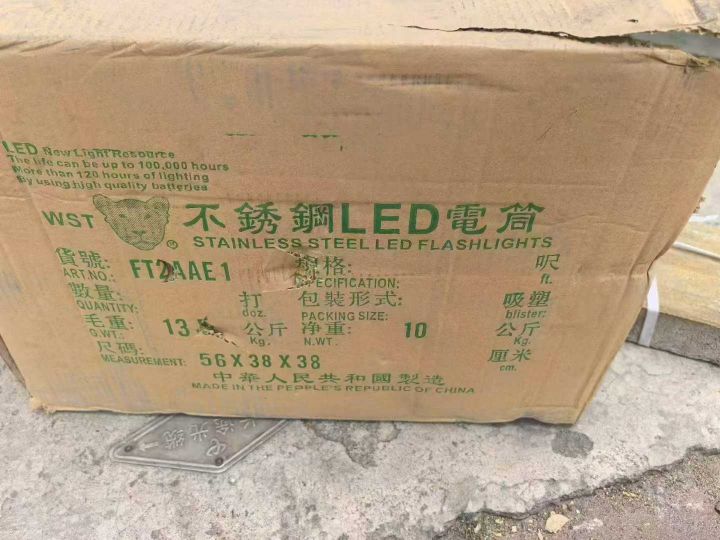 LED New Light Resource
The life can be up to 100,000 hours
More than 120 hours of lighting
By using high quality batteries
WST ® 不銹鋼LED電筒
STAINLESS STEEL LED FLASHLIGHTS
貨號: FT2AAE1 規格: 呎
ART.NO.: SPECIFICATION: ft.
數量: 打 包裝形式: 吸塑
QUANTITY: doz. PACKING SIZE: blister:
毛重: 13 公斤 净重: 10 公斤
G.WT.: Kg. N.WT. Kg.
尺碼: 56X38X38 厘米
MEASUREMENT: cm.
中華人民共和國製造
MADE IN THE PEPPLE'S REPUBLIC OF CHINA
光纜